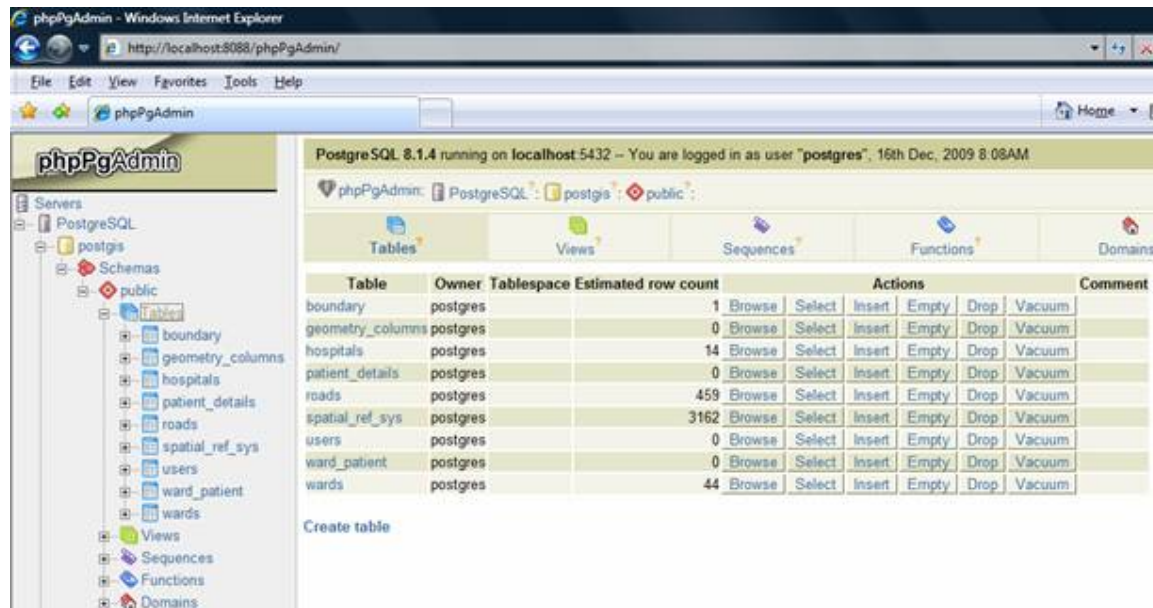 phpPgAdmin - Windows Internet Explorer
http://localhost:8088/phpPgAdmin/
File Edit View Favorites Tools Help
phpPgAdmin
Home
phpPgAdmin
Servers
PostgreSQL
postgis
Schemas
public
Tables
boundary
geometry_columns
hospitals
patient_details
roads
spatial_ref_sys
users
ward_patient
wards
Views
Sequences
Functions
Domains
PostgreSQL 8.1.4 running on localhost:5432 -- You are logged in as user "postgres", 16th Dec, 2009 8:08AM
phpPgAdmin: PostgreSQL?: postgis?: public?:
Tables? Views? Sequences? Functions? Domains
Table Owner Tablespace Estimated row count Actions Comment
boundary postgres 1 Browse Select Insert Empty Drop Vacuum
geometry_columns postgres 0 Browse Select Insert Empty Drop Vacuum
hospitals postgres 14 Browse Select Insert Empty Drop Vacuum
patient_details postgres 0 Browse Select Insert Empty Drop Vacuum
roads postgres 459 Browse Select Insert Empty Drop Vacuum
spatial_ref_sys postgres 3162 Browse Select Insert Empty Drop Vacuum
users postgres 0 Browse Select Insert Empty Drop Vacuum
ward_patient postgres 0 Browse Select Insert Empty Drop Vacuum
wards postgres 44 Browse Select Insert Empty Drop Vacuum
Create table